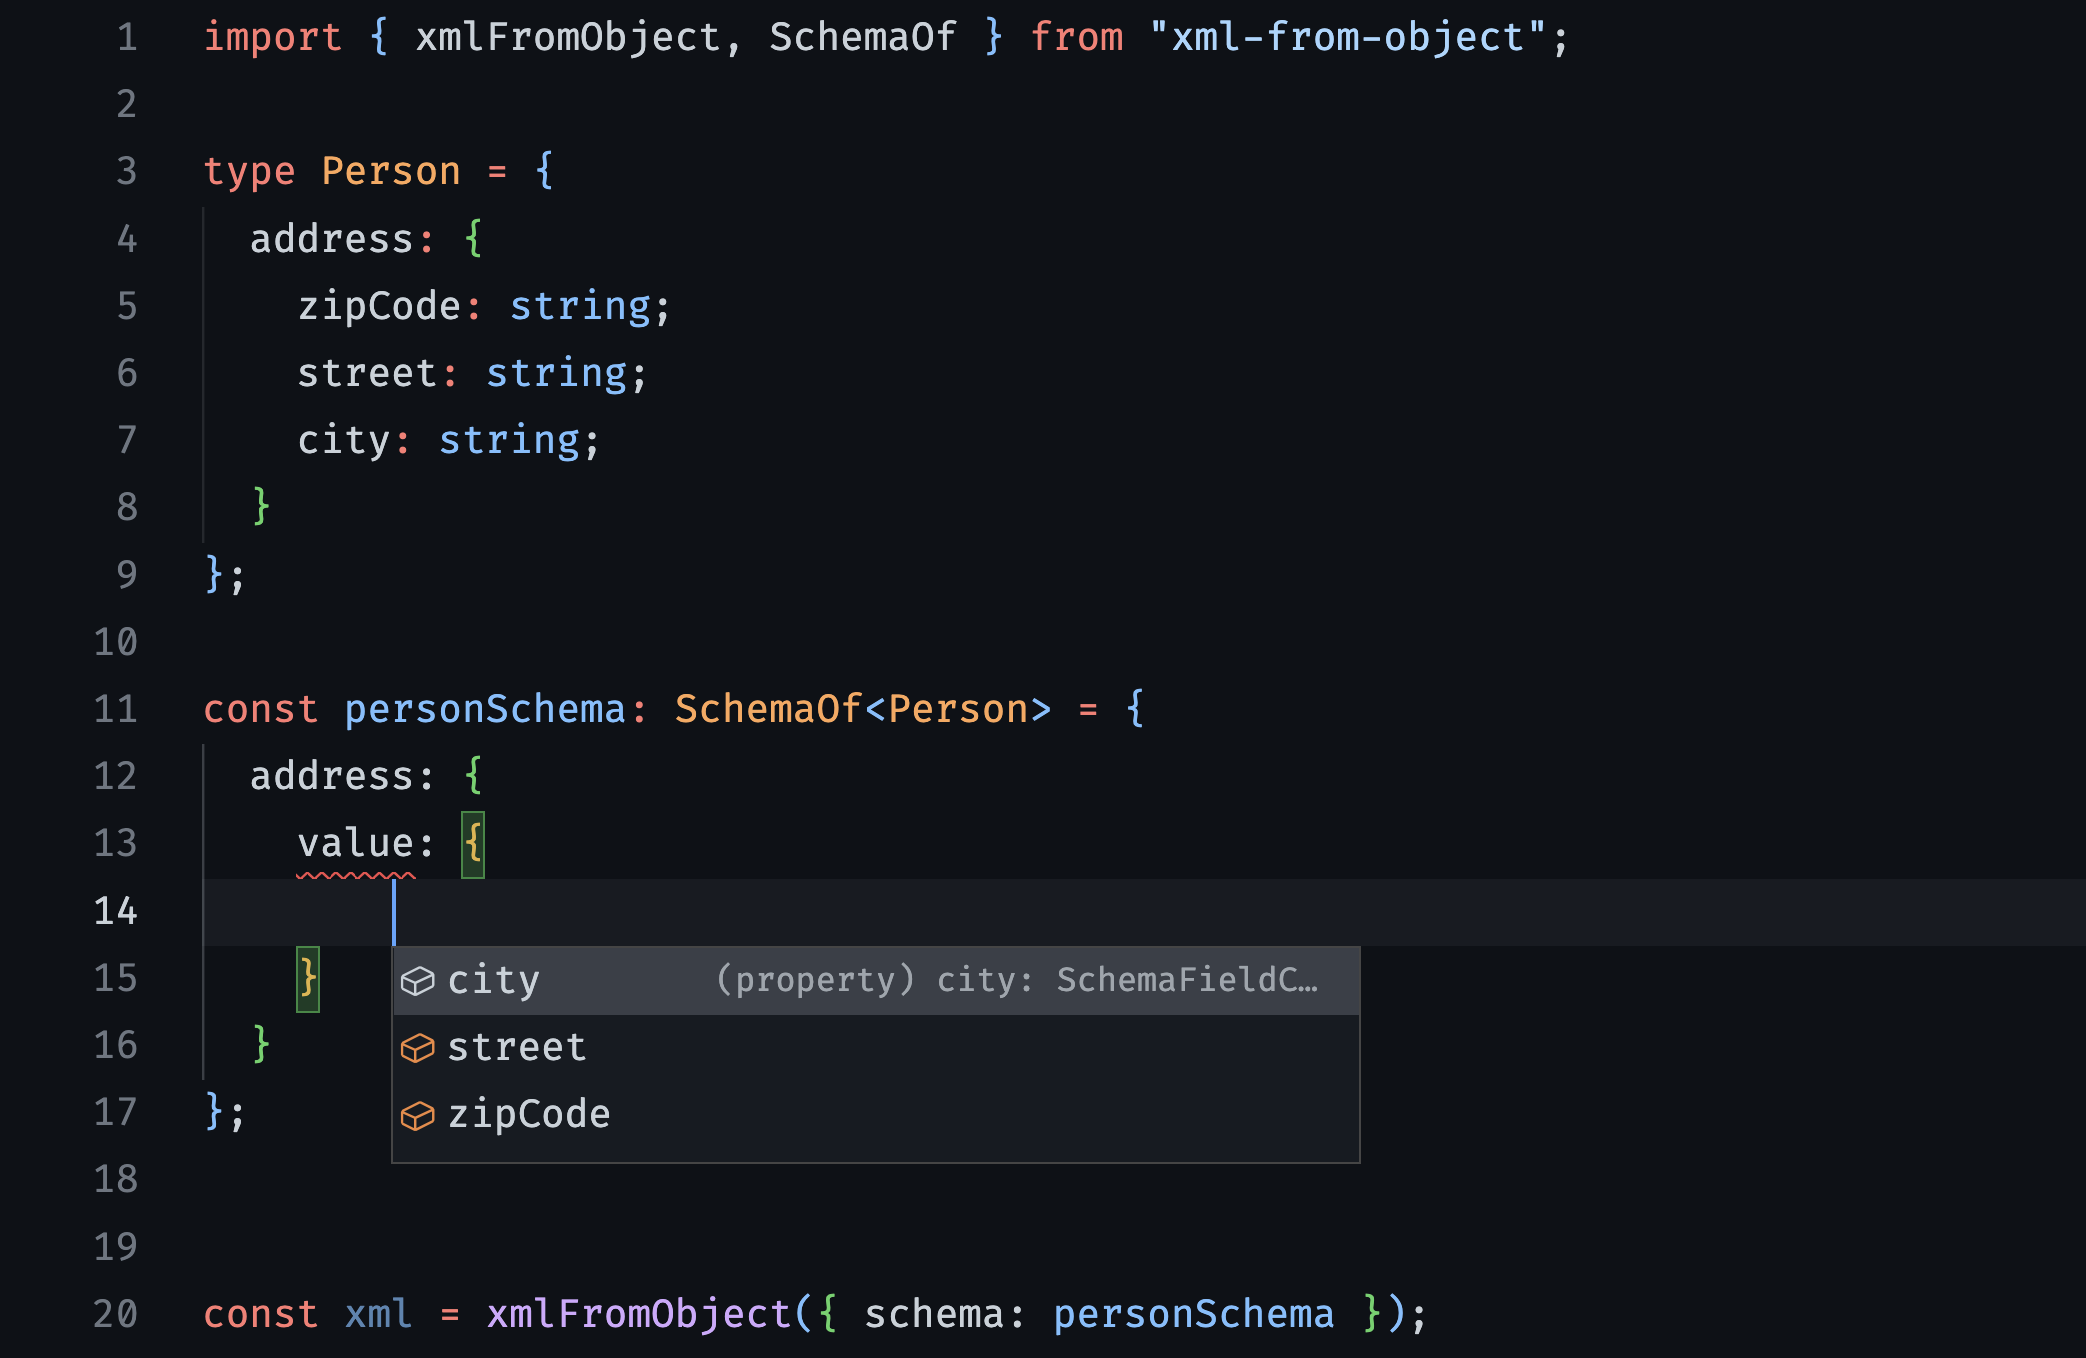 1 import { xmlFromObject, SchemaOf } from "xml-from-object";
2
3 type Person = {
4 address: {
5 zipCode: string;
6 street: string;
7 city: string;
8 }
9 };
10
11 const personSchema: SchemaOf<Person> = {
12 address: {
13 value: {
14
15 } city (property) city: SchemaFieldC…
16 } street
17 }; zipCode
18
19
20 const xml = xmlFromObject({ schema: personSchema });